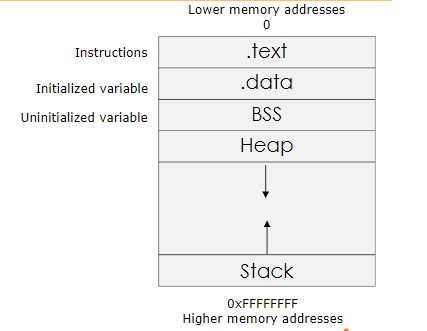 Lower memory addresses
0
Instructions
.text
Initialized variable
.data
Uninitialized variable
BSS
Heap
Stack
0xFFFFFFFF
Higher memory addresses